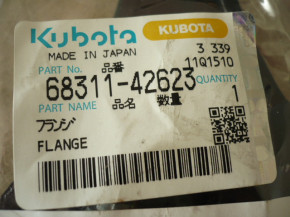 Kubota KUBOTA
MADE IN JAPAN 3 339
PART No. 品番 11Q1510
68311-42623 QUANTITY
PART NAME 品名 数量 1
フランジ
FLANGE